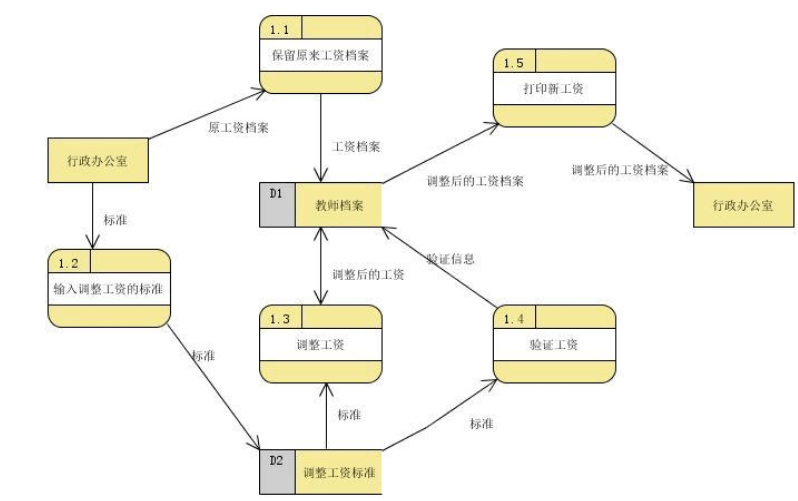 1.1
保留原来工资档案
1.5
打印新工资
原工资档案
工资档案
行政办公室
调整后的工资档案
调整后的工资档案
D1
教师档案
行政办公室
标准
1.2
输入调整工资的标准
验证信息
调整后的工资
1.3
调整工资
1.4
验证工资
标准
标准
标准
D2
调整工资标准